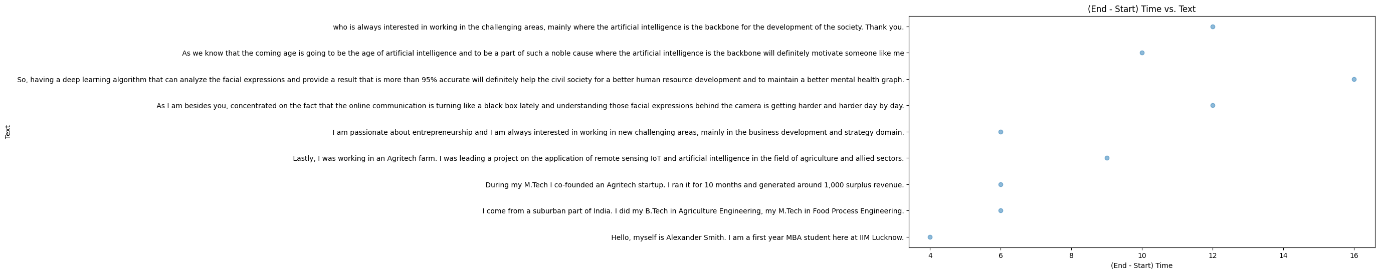 (End - Start) Time vs. Text
who is always interested in working in the challenging areas, mainly where the artificial intelligence is the backbone for the development of the society. Thank you.
As we know that the coming age is going to be the age of artificial intelligence and to be a part of such a noble cause where the artificial intelligence is the backbone will definitely motivate someone like me
So, having a deep learning algorithm that can analyze the facial expressions and provide a result that is more than 95% accurate will definitely help the civil society for a better human resource development and to maintain a better mental health graph.
As I am besides you, concentrated on the fact that the online communication is turning like a black box lately and understanding those facial expressions behind the camera is getting harder and harder day by day.
I am passionate about entrepreneurship and I am always interested in working in new challenging areas, mainly in the business development and strategy domain.
Lastly, I was working in an Agritech farm. I was leading a project on the application of remote sensing IoT and artificial intelligence in the field of agriculture and allied sectors.
During my M.Tech I co-founded an Agritech startup. I ran it for 10 months and generated around 1,000 surplus revenue.
I come from a suburban part of India. I did my B.Tech in Agriculture Engineering, my M.Tech in Food Process Engineering.
Hello, myself is Alexander Smith. I am a first year MBA student here at IIM Lucknow.
Text
4 6 8 10 12 14 16
(End - Start) Time